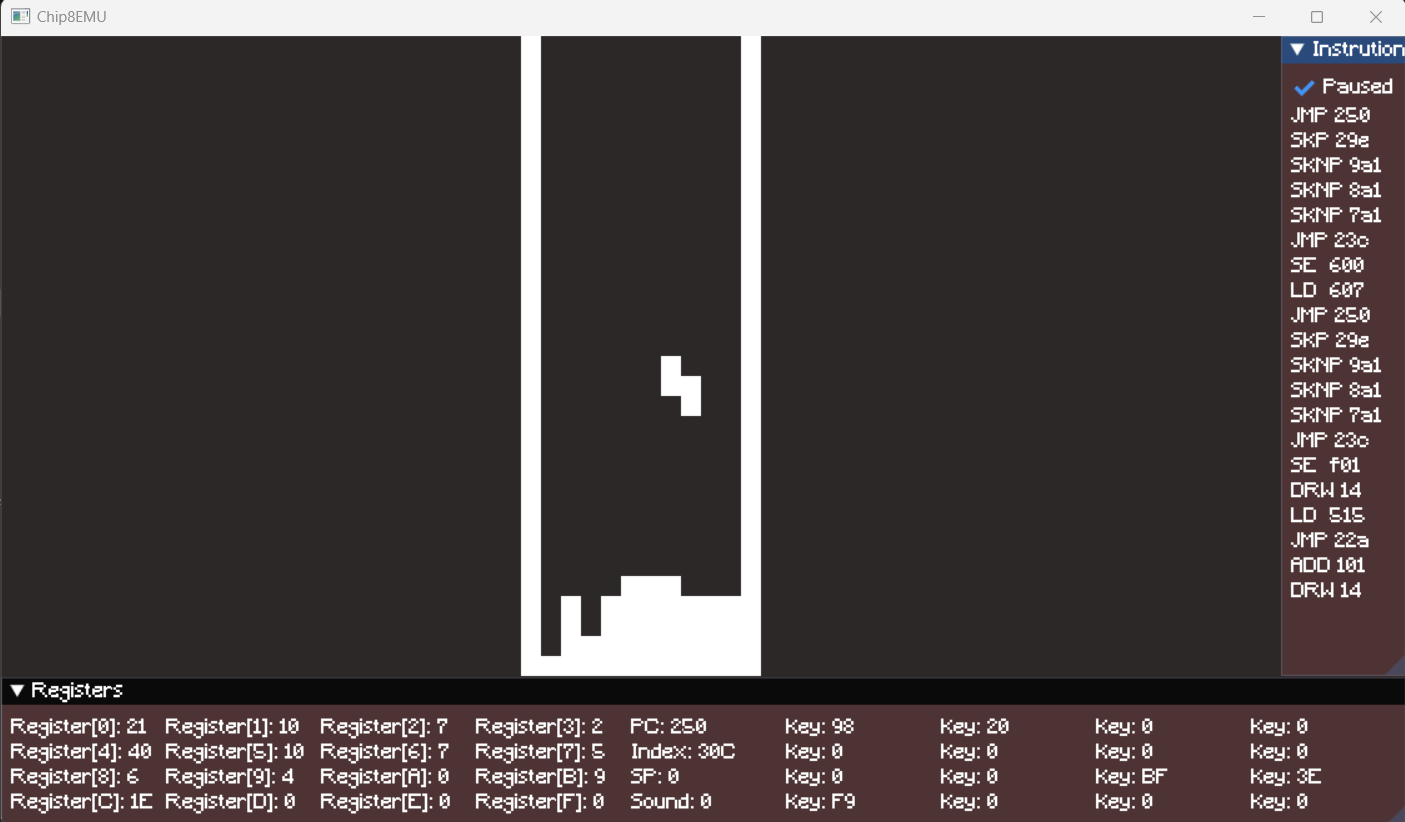 Chip8EMU
Instrution
Paused
JMP 250
SKP 29e
SKNP 9a1
SKNP 8a1
SKNP 7a1
JMP 23c
SE 600
LD 607
JMP 250
SKP 29e
SKNP 9a1
SKNP 8a1
SKNP 7a1
JMP 23c
SE f01
DRW 14
LD 515
JMP 22a
ADD 101
DRW 14
Registers
Register[0]: 21 Register[1]: 10 Register[2]: 7 Register[3]: 2 PC: 250 Key: 98 Key: 20 Key: 0 Key: 0
Register[4]: 40 Register[5]: 10 Register[6]: 7 Register[7]: 5 Index: 30C Key: 0 Key: 0 Key: 0 Key: 0
Register[8]: 6 Register[9]: 4 Register[A]: 0 Register[B]: 9 SP: 0 Key: 0 Key: 0 Key: BF Key: 3E
Register[C]: 1E Register[D]: 0 Register[E]: 0 Register[F]: 0 Sound: 0 Key: F9 Key: 0 Key: 0 Key: 0